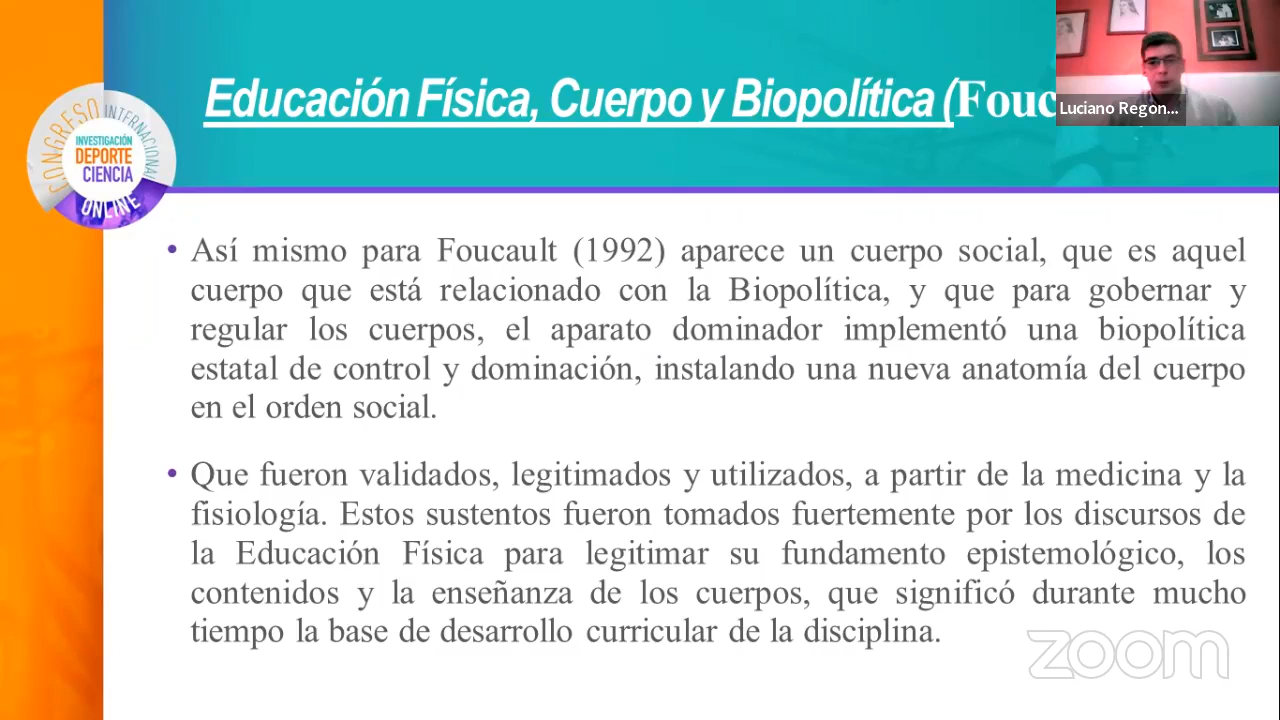 Educación Física, Cuerpo y Biopolítica (Fouc
Luciano Regon...
CONGRESO INTERNACIONAL
INVESTIGACIÓN
DEPORTE
CIENCIA
ONLINE
• Así mismo para Foucault (1992) aparece un cuerpo social, que es aquel
cuerpo que está relacionado con la Biopolítica, y que para gobernar y
regular los cuerpos, el aparato dominador implementó una biopolítica
estatal de control y dominación, instalando una nueva anatomía del cuerpo
en el orden social.
• Que fueron validados, legitimados y utilizados, a partir de la medicina y la
fisiología. Estos sustentos fueron tomados fuertemente por los discursos de
la Educación Física para legitimar su fundamento epistemológico, los
contenidos y la enseñanza de los cuerpos, que significó durante mucho
tiempo la base de desarrollo curricular de la disciplina.
zoom